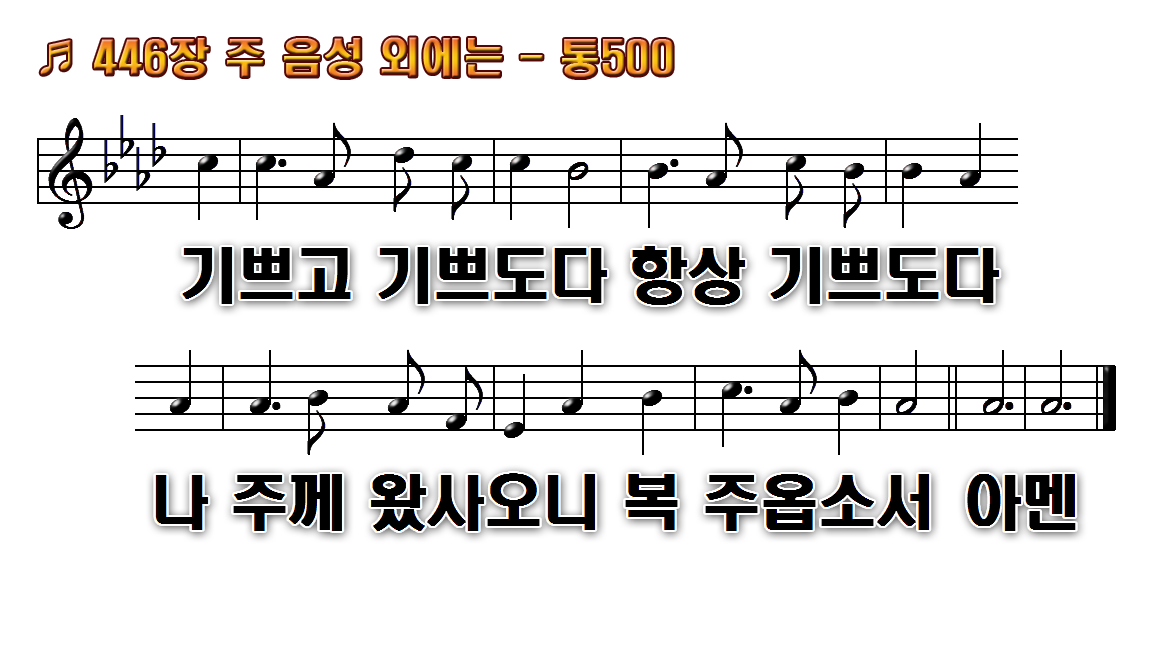 446장 주 음성 외에는 - 통500
기쁘고 기쁘도다 항상 기쁘도다
나 주께 왔사오니 복 주옵소서 아멘